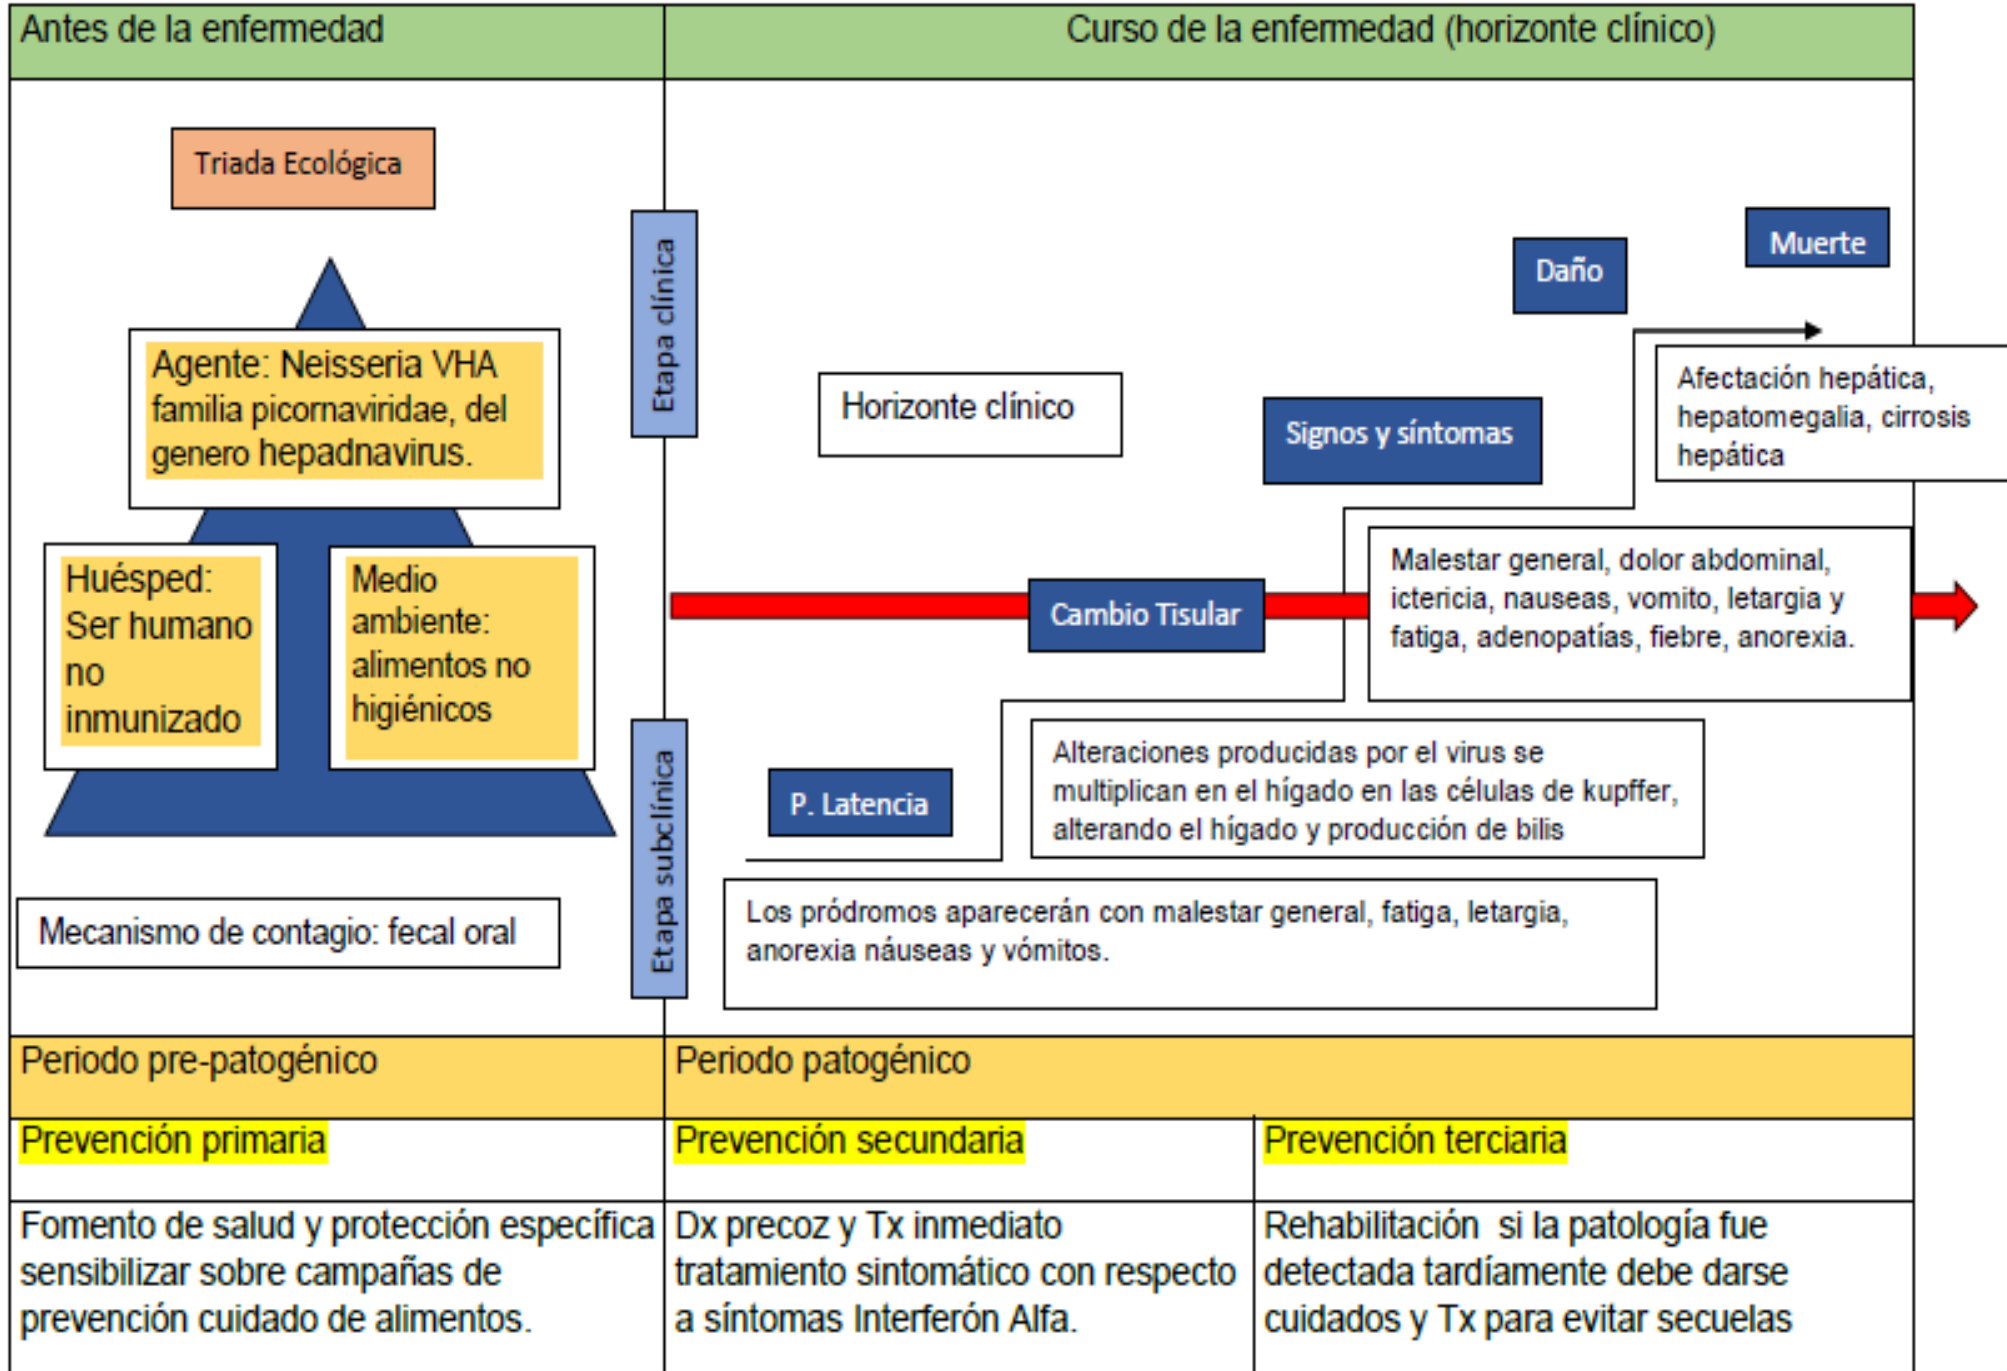 Antes de la enfermedad
Curso de la enfermedad (horizonte clínico)
Triada Ecológica
Agente: Neisseria VHA
familia picornaviridae, del
genero hepadnavirus.
Huésped:
Ser humano
no
inmunizado
Medio
ambiente:
alimentos no
higiénicos
Mecanismo de contagio: fecal oral
Etapa clínica
Etapa subclínica
Horizonte clínico
Muerte
Daño
Afectación hepática,
hepatomegalia, cirrosis
hepática
Signos y síntomas
Malestar general, dolor abdominal,
ictericia, nauseas, vomito, letargia y
fatiga, adenopatías, fiebre, anorexia.
Cambio Tisular
Alteraciones producidas por el virus se
multiplican en el hígado en las células de kupffer,
alterando el hígado y producción de bilis
P. Latencia
Los pródromos aparecerán con malestar general, fatiga, letargia,
anorexia náuseas y vómitos.
Periodo pre-patogénico
Periodo patogénico
Prevención primaria
Prevención secundaria
Prevención terciaria
Fomento de salud y protección específica
sensibilizar sobre campañas de
prevención cuidado de alimentos.
Dx precoz y Tx inmediato
tratamiento sintomático con respecto
a síntomas Interferón Alfa.
Rehabilitación si la patología fue
detectada tardíamente debe darse
cuidados y Tx para evitar secuelas